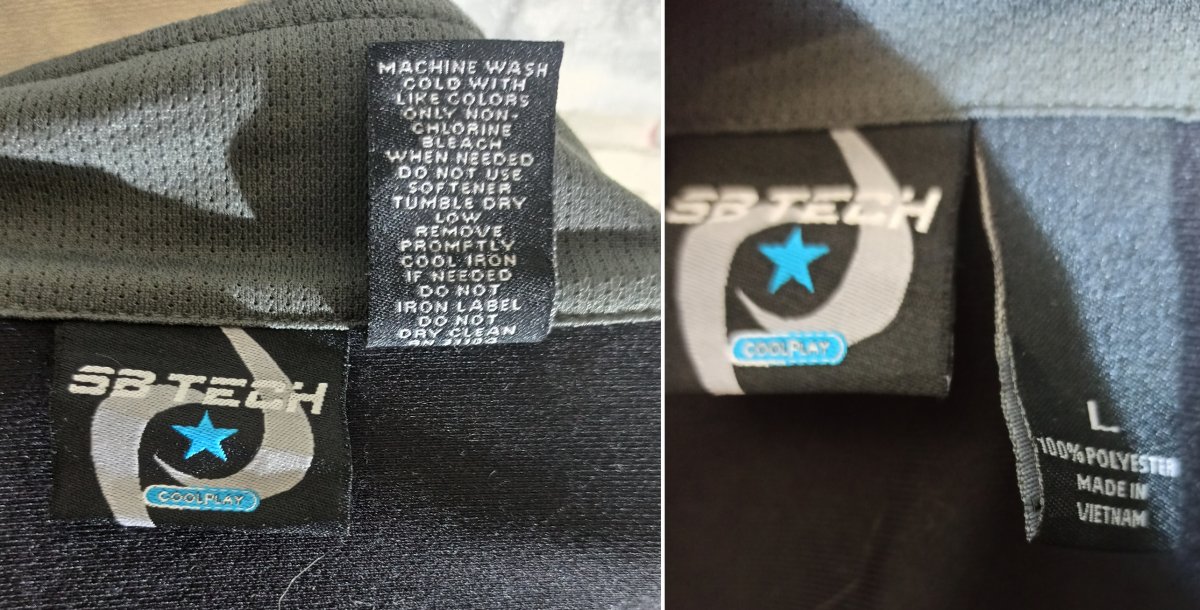 MACHINE WASH
COLD WITH
LIKE COLORS
ONLY NON-
CHLORINE
BLEACH
WHEN NEEDED
DO NOT USE
SOFTENER
TUMBLE DRY
LOW
REMOVE
PROMPTLY
COOL IRON
IF NEEDED
DO NOT
IRON LABEL
DO NOT
DRY CLEAN
SB TECH
COOLPLAY
SB TECH
COOLPLAY
L
100% POLYESTER
MADE IN
VIETNAM